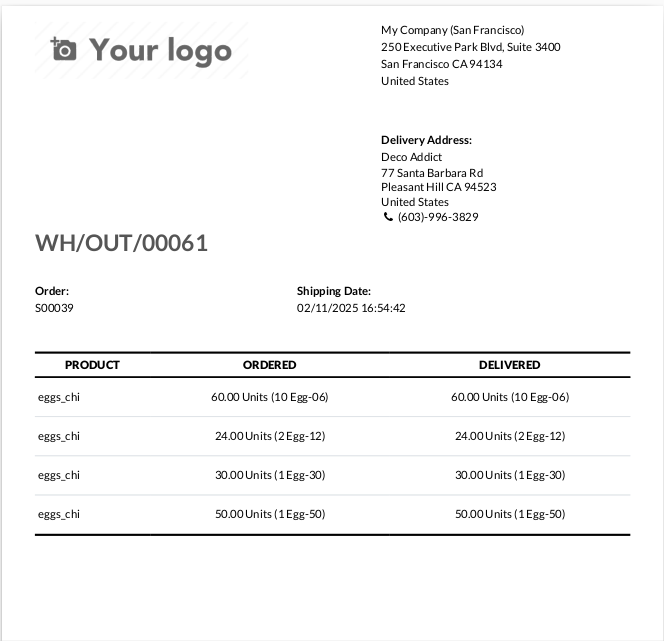 Your logo
My Company (San Francisco)
250 Executive Park Blvd, Suite 3400
San Francisco CA 94134
United States
Delivery Address:
Deco Addict
77 Santa Barbara Rd
Pleasant Hill CA 94523
United States
(603)-996-3829
WH/OUT/00061
Order: Shipping Date:
S00039 02/11/2025 16:54:42
PRODUCT ORDERED DELIVERED
eggs_chi 60.00 Units (10 Egg-06) 60.00 Units (10 Egg-06)
eggs_chi 24.00 Units (2 Egg-12) 24.00 Units (2 Egg-12)
eggs_chi 30.00 Units (1 Egg-30) 30.00 Units (1 Egg-30)
eggs_chi 50.00 Units (1 Egg-50) 50.00 Units (1 Egg-50)